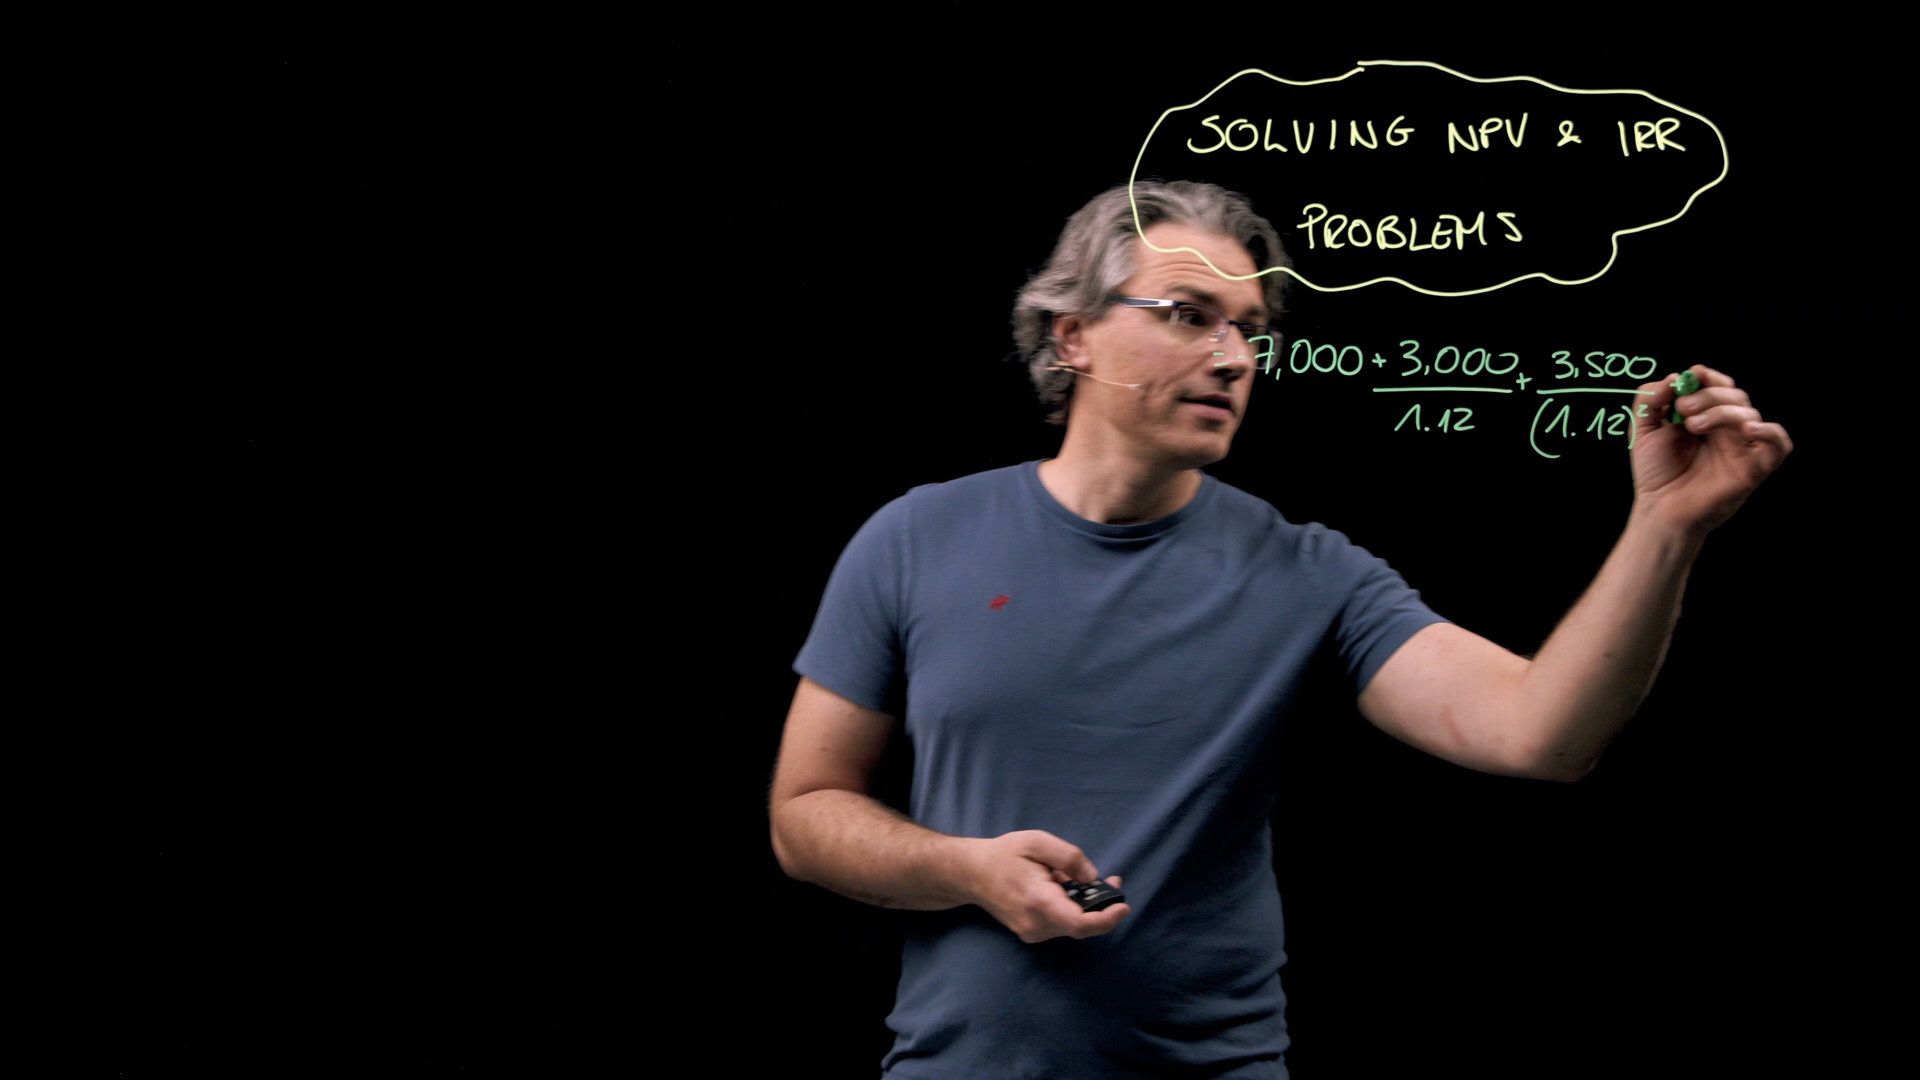 SOLVING NPV & IRR
PROBLEMS
= -7,000 + 3,000 + 3,500 +
1.12 (1.12)²